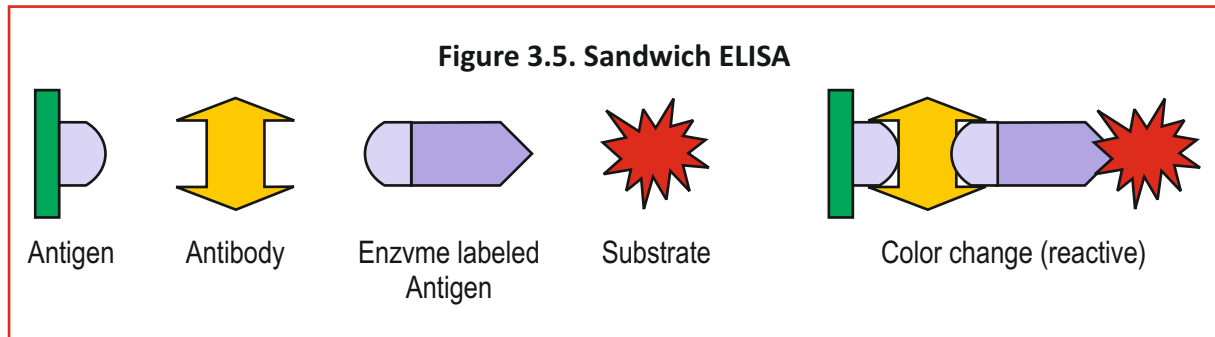 Figure 3.5. Sandwich ELISA
Antigen
Antibody
Enzvme labeled
Antigen
Substrate
Color change (reactive)